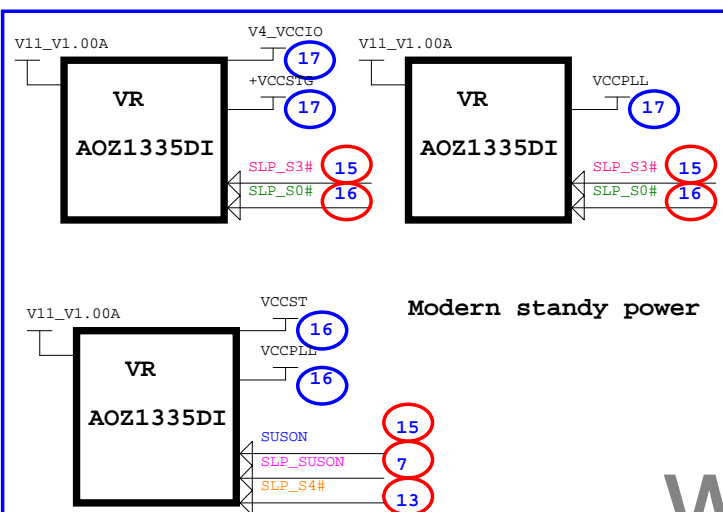 V4_VCCIO
V11_V1.00A
17
+VCCSTG
17
VR
AOZ1335DI
SLP_S3# 15
SLP_S0# 16
V11_V1.00A
VCCPLL
17
VR
AOZ1335DI
SLP_S3# 15
SLP_S0# 16
Modern standy power
V11_V1.00A
VCCST
16
VCCPLL
16
VR
AOZ1335DI
SUSON 15
SLP_SUSON 7
SLP_S4# 13